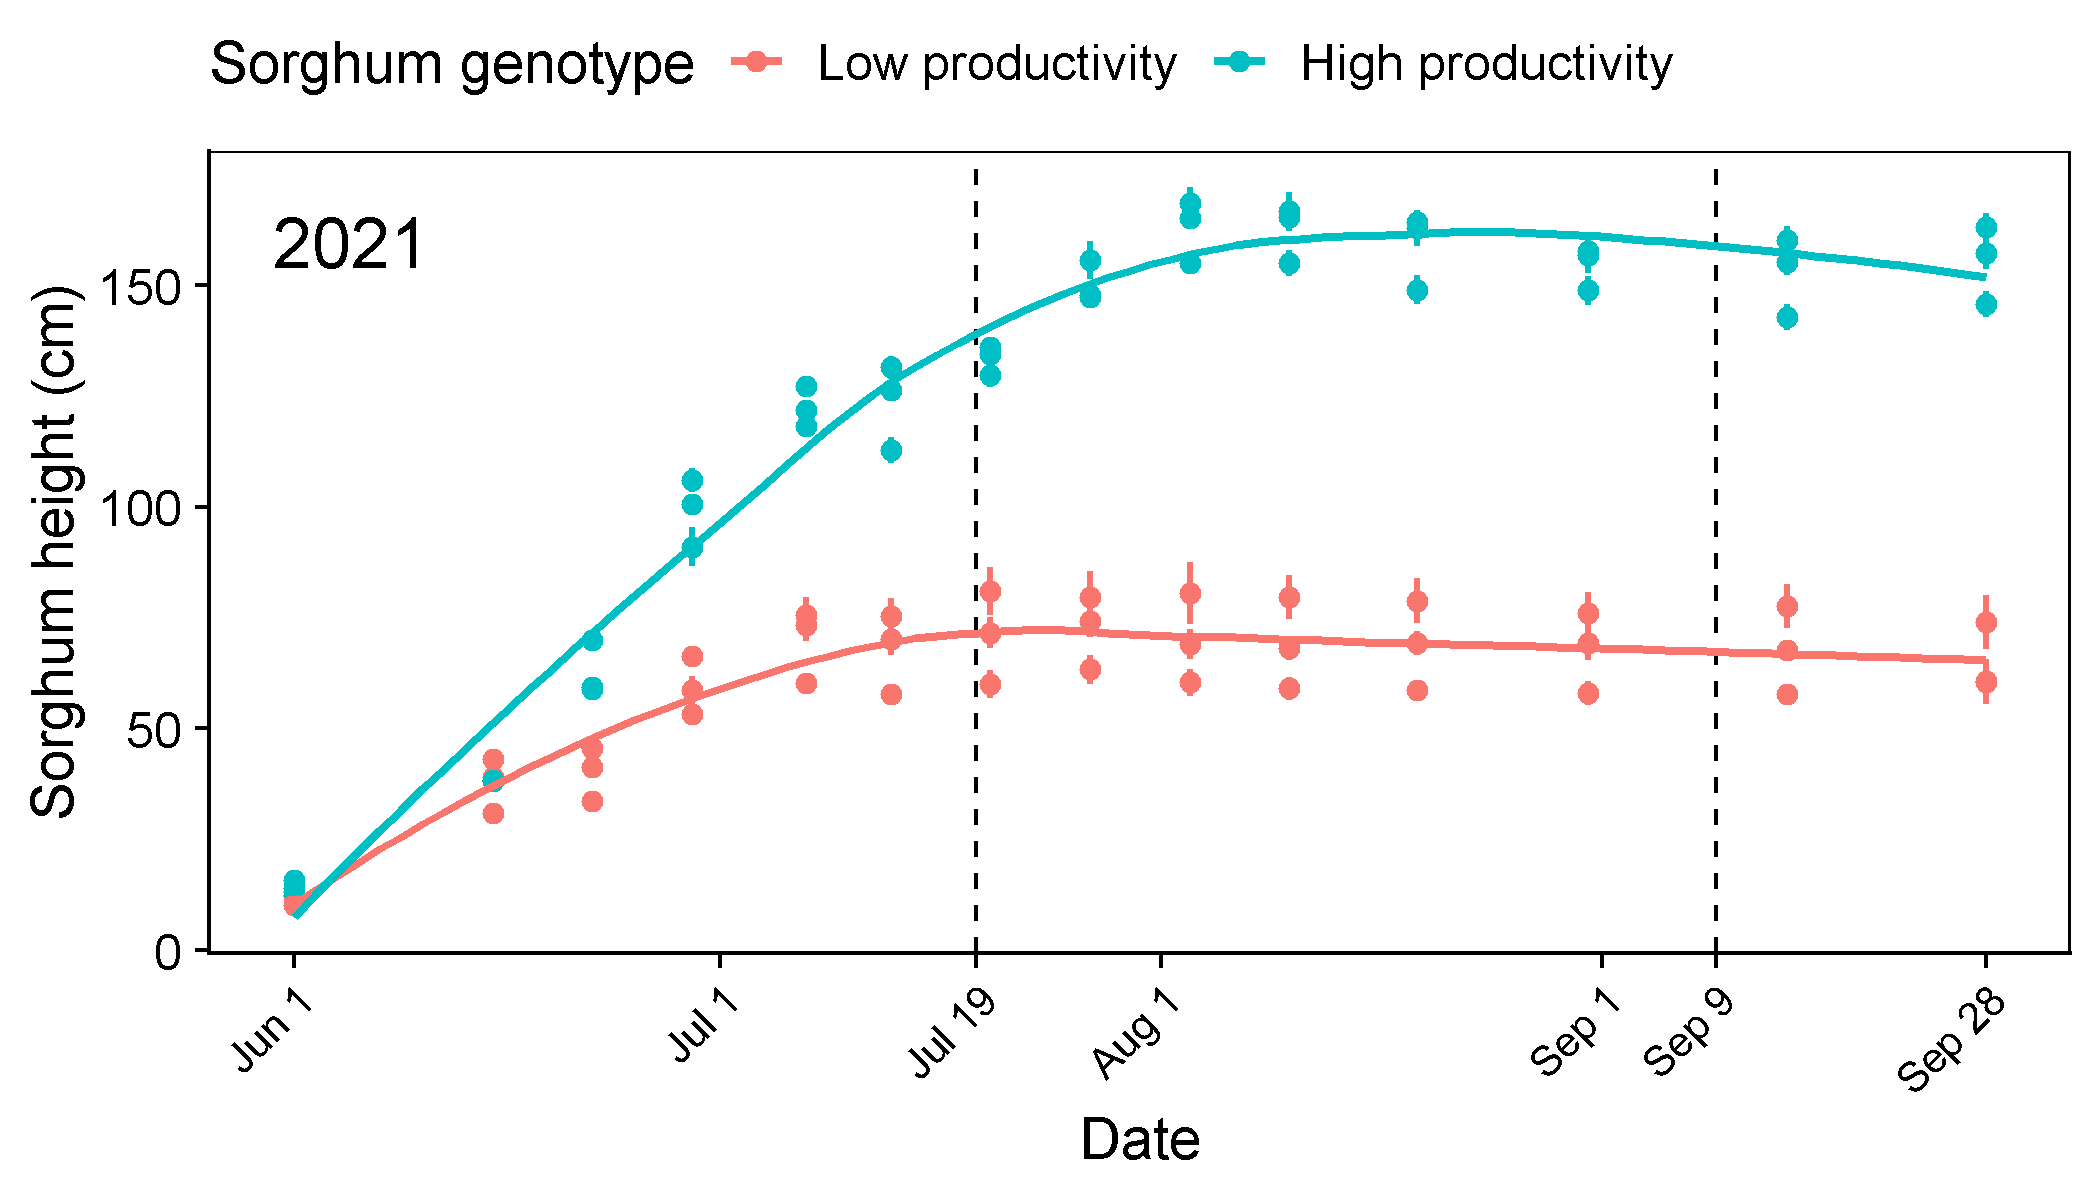 Sorghum genotype Low productivity High productivity
2021
Sorghum height (cm)
150
100
50
0
Jun 1
Jul 1
Jul 19
Aug 1
Sep 1
Sep 9
Sep 28
Date